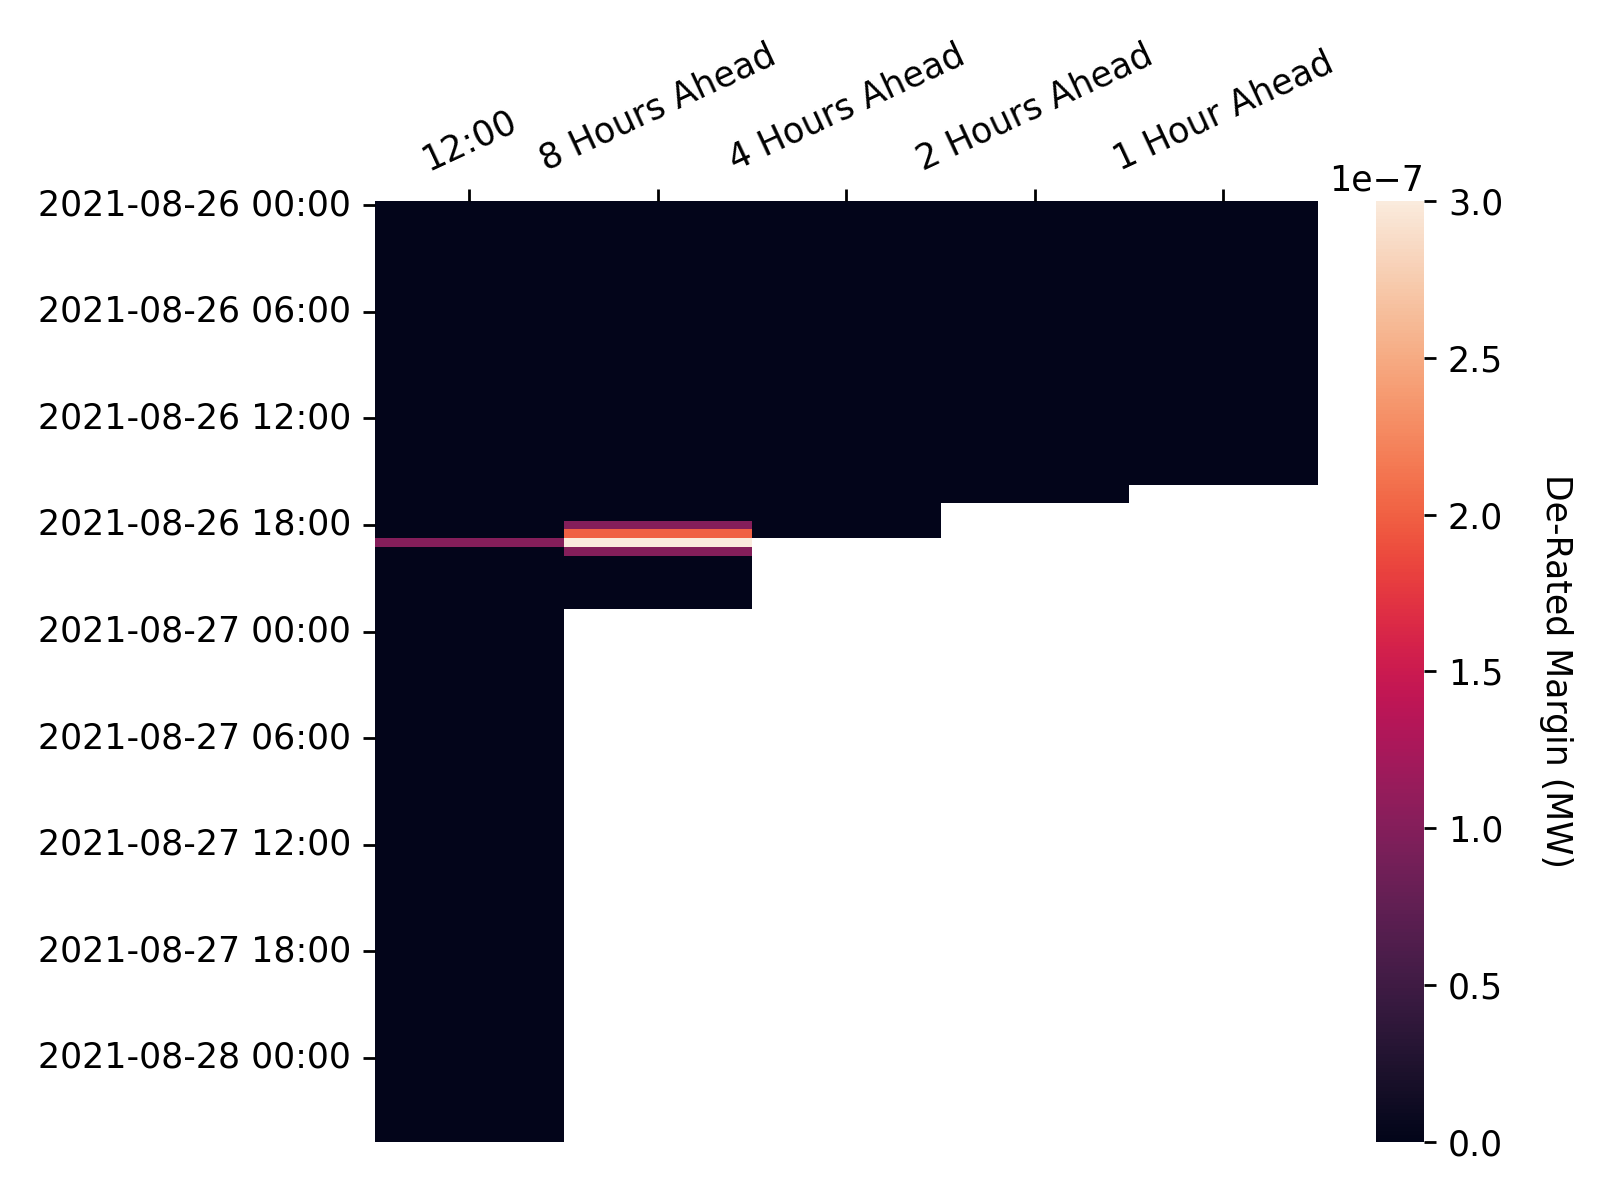 12:00
8 Hours Ahead
4 Hours Ahead
2 Hours Ahead
1 Hour Ahead
2021-08-26 00:00
2021-08-26 06:00
2021-08-26 12:00
2021-08-26 18:00
2021-08-27 00:00
2021-08-27 06:00
2021-08-27 12:00
2021-08-27 18:00
2021-08-28 00:00
1e−7
3.0
2.5
2.0
1.5
1.0
0.5
0.0
De-Rated Margin (MW)